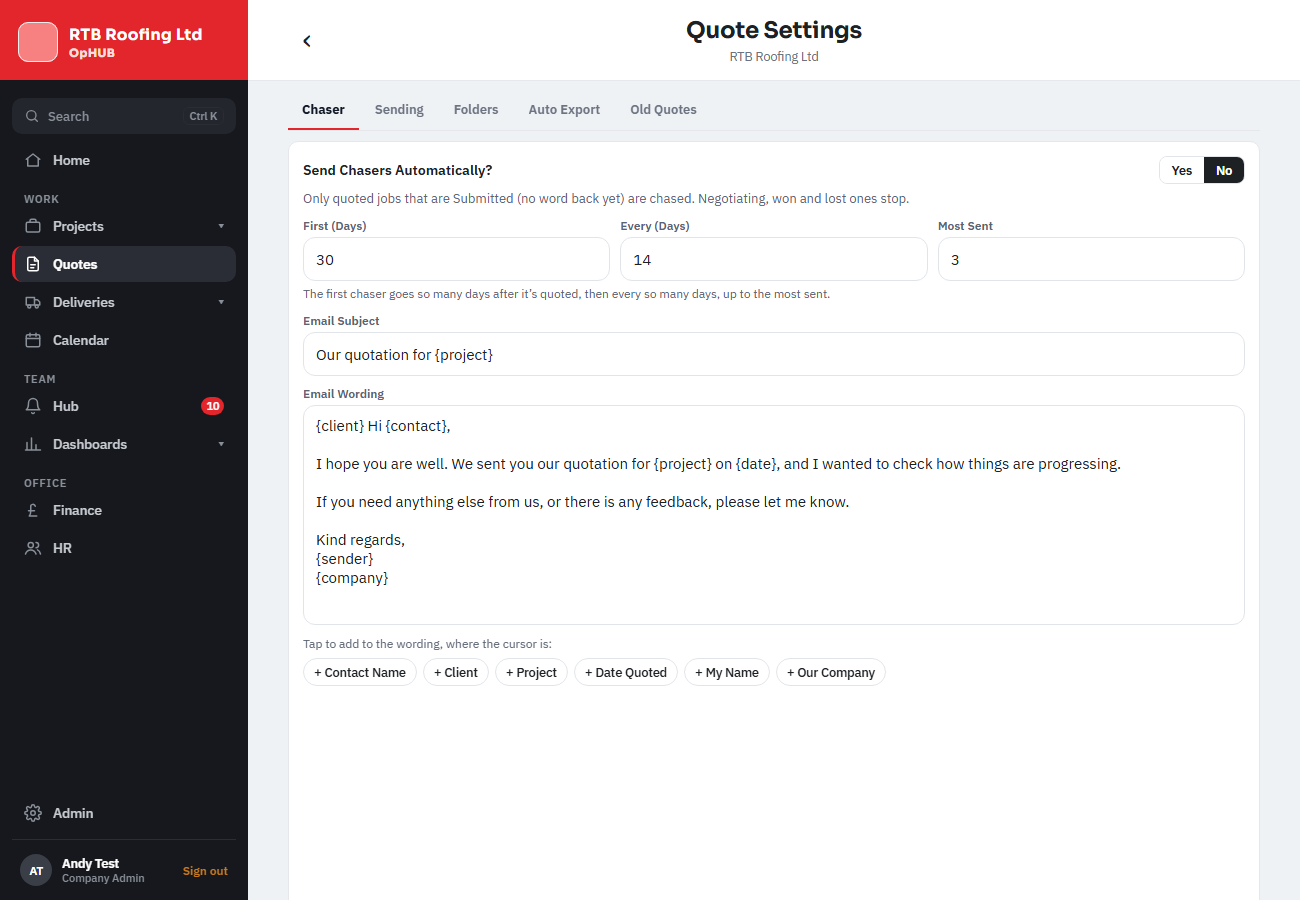 RTB Roofing Ltd
OpHUB
Search
Ctrl K
Home
WORK
Projects
Quotes
Deliveries
Calendar
TEAM
Hub
10
Dashboards
OFFICE
Finance
HR
Admin
AT
Andy Test
Company Admin
Sign out
Quote Settings
RTB Roofing Ltd
Chaser
Sending
Folders
Auto Export
Old Quotes
Send Chasers Automatically?
Yes
No
Only quoted jobs that are Submitted (no word back yet) are chased. Negotiating, won and lost ones stop.
First (Days)
Every (Days)
Most Sent
30
14
3
The first chaser goes so many days after it’s quoted, then every so many days, up to the most sent.
Email Subject
Our quotation for {project}
Email Wording
{client} Hi {contact},
I hope you are well. We sent you our quotation for {project} on {date}, and I wanted to check how things are progressing.
If you need anything else from us, or there is any feedback, please let me know.
Kind regards,
{sender}
{company}
Tap to add to the wording, where the cursor is:
+ Contact Name
+ Client
+ Project
+ Date Quoted
+ My Name
+ Our Company